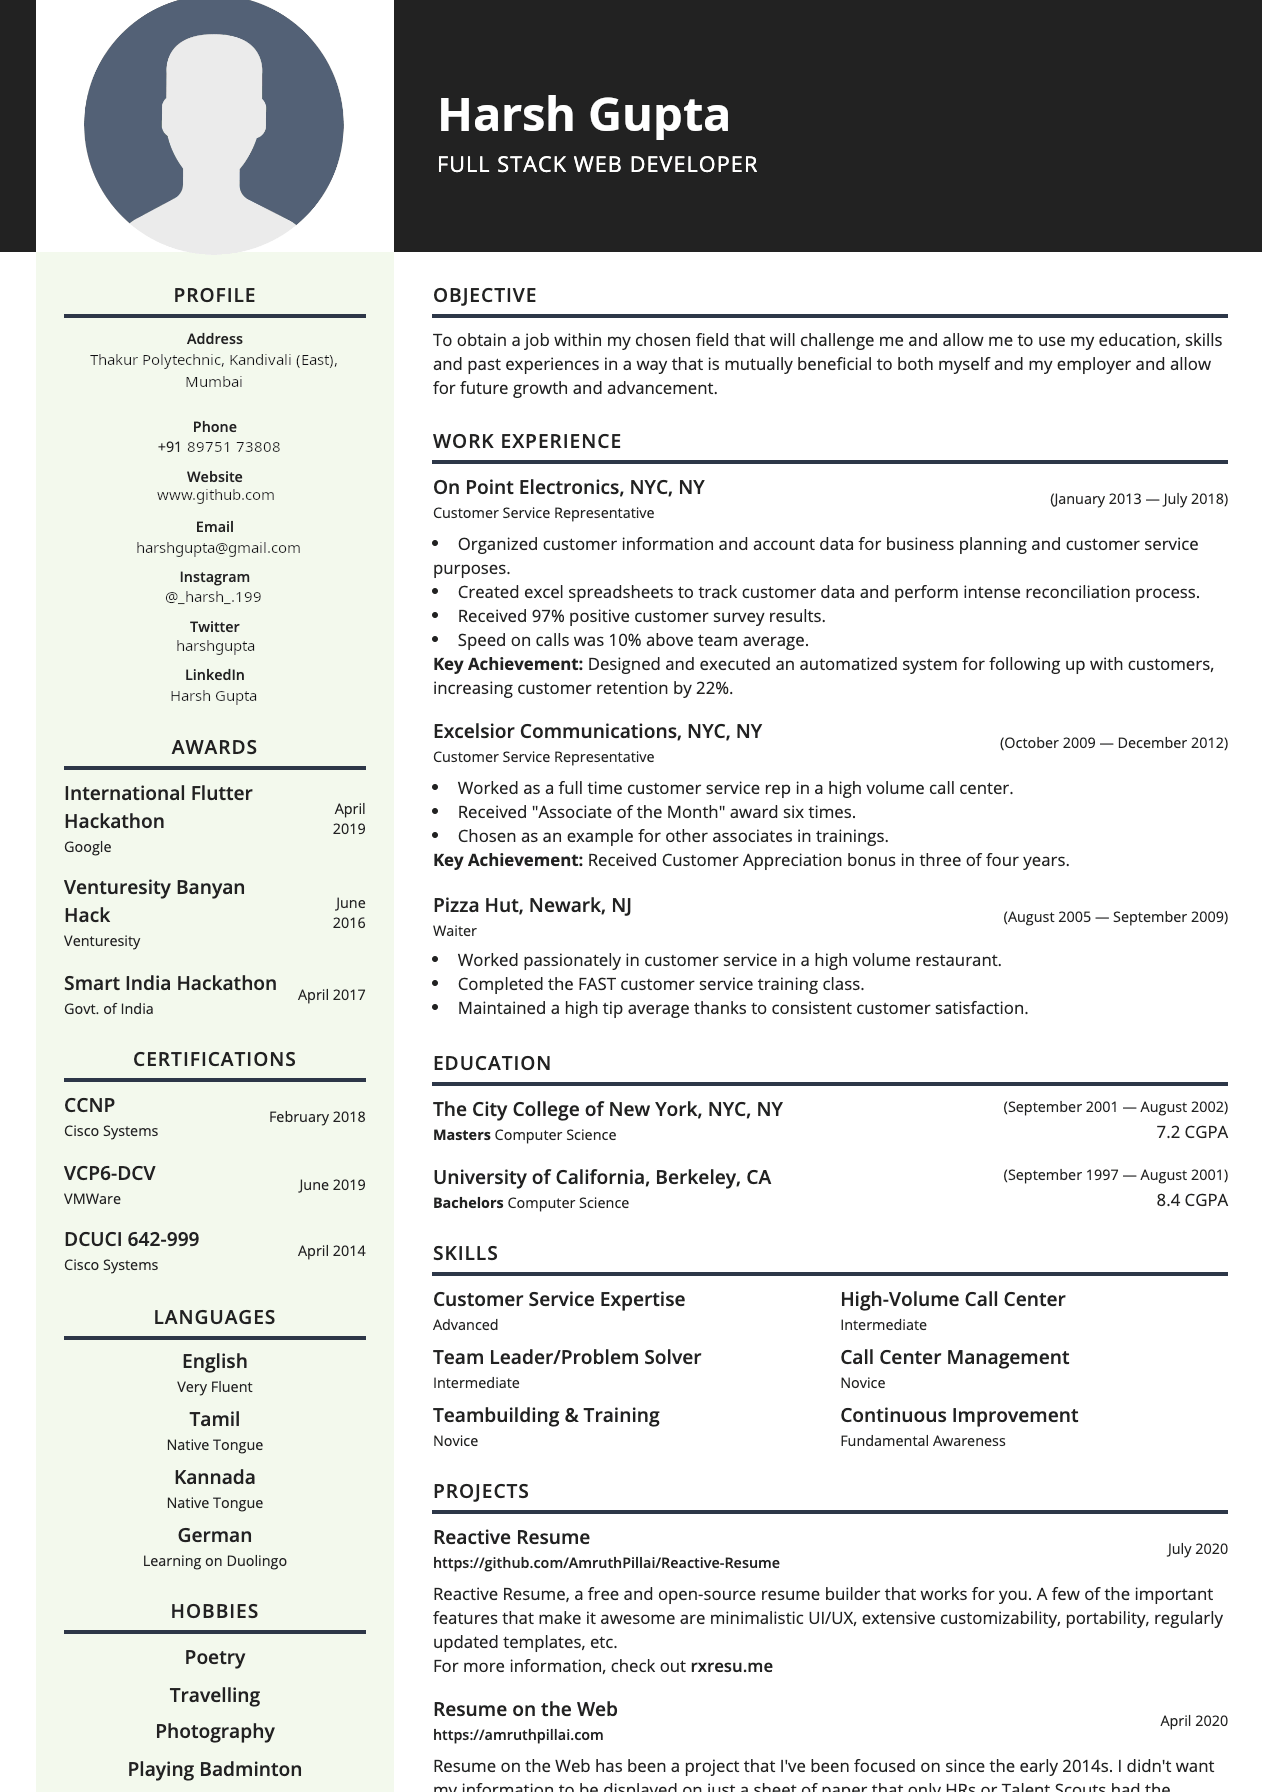 Harsh Gupta
FULL STACK WEB DEVELOPER
PROFILE
Address
Thakur Polytechnic, Kandivali (East),
Mumbai
Phone
+91 89751 73808
Website
www.github.com
Email
harshgupta@gmail.com
Instagram
@_harsh_.199
Twitter
harshgupta
LinkedIn
Harsh Gupta
AWARDS
International Flutter
Hackathon
April
2019
Google
Venturesity Banyan
Hack
June
2016
Venturesity
Smart India Hackathon
April 2017
Govt. of India
CERTIFICATIONS
CCNP
February 2018
Cisco Systems
VCP6-DCV
June 2019
VMWare
DCUCI 642-999
April 2014
Cisco Systems
LANGUAGES
English
Very Fluent
Tamil
Native Tongue
Kannada
Native Tongue
German
Learning on Duolingo
HOBBIES
Poetry
Travelling
Photography
Playing Badminton
OBJECTIVE
To obtain a job within my chosen field that will challenge me and allow me to use my education, skills
and past experiences in a way that is mutually beneficial to both myself and my employer and allow
for future growth and advancement.
WORK EXPERIENCE
On Point Electronics, NYC, NY
(January 2013 — July 2018)
Customer Service Representative
• Organized customer information and account data for business planning and customer service
purposes.
• Created excel spreadsheets to track customer data and perform intense reconciliation process.
• Received 97% positive customer survey results.
• Speed on calls was 10% above team average.
Key Achievement: Designed and executed an automatized system for following up with customers,
increasing customer retention by 22%.
Excelsior Communications, NYC, NY
(October 2009 — December 2012)
Customer Service Representative
• Worked as a full time customer service rep in a high volume call center.
• Received "Associate of the Month" award six times.
• Chosen as an example for other associates in trainings.
Key Achievement: Received Customer Appreciation bonus in three of four years.
Pizza Hut, Newark, NJ
(August 2005 — September 2009)
Waiter
• Worked passionately in customer service in a high volume restaurant.
• Completed the FAST customer service training class.
• Maintained a high tip average thanks to consistent customer satisfaction.
EDUCATION
The City College of New York, NYC, NY
(September 2001 — August 2002)
Masters Computer Science
7.2 CGPA
University of California, Berkeley, CA
(September 1997 — August 2001)
Bachelors Computer Science
8.4 CGPA
SKILLS
Customer Service Expertise
Advanced
High-Volume Call Center
Intermediate
Team Leader/Problem Solver
Intermediate
Call Center Management
Novice
Teambuilding & Training
Novice
Continuous Improvement
Fundamental Awareness
PROJECTS
Reactive Resume
July 2020
https://github.com/AmruthPillai/Reactive-Resume
Reactive Resume, a free and open-source resume builder that works for you. A few of the important
features that make it awesome are minimalistic UI/UX, extensive customizability, portability, regularly
updated templates, etc.
For more information, check out rxresu.me
Resume on the Web
April 2020
https://amruthpillai.com
Resume on the Web has been a project that I've been focused on since the early 2014s. I didn't want
my information to be displayed on just a sheet of paper that only HRs or Talent Scouts had the